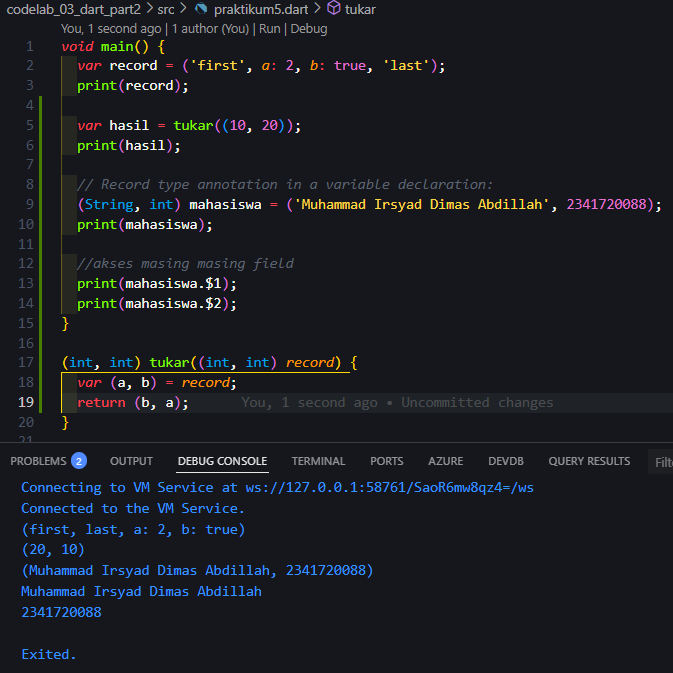 codelab_03_dart_part2 > src > praktikum5.dart > tukar
You, 1 second ago | 1 author (You) | Run | Debug
1 void main() {
2 var record = ('first', a: 2, b: true, 'last');
3 print(record);
4
5 var hasil = tukar((10, 20));
6 print(hasil);
7
8 // Record type annotation in a variable declaration:
9 (String, int) mahasiswa = ('Muhammad Irsyad Dimas Abdillah', 2341720088);
10 print(mahasiswa);
11
12 //akses masing masing field
13 print(mahasiswa.$1);
14 print(mahasiswa.$2);
15 }
16
17 (int, int) tukar((int, int) record) {
18 var (a, b) = record;
19 return (b, a); You, 1 second ago • Uncommitted changes
20 }
21
PROBLEMS 2 OUTPUT DEBUG CONSOLE TERMINAL PORTS AZURE DEVDB QUERY RESULTS Filt
Connecting to VM Service at ws://127.0.0.1:58761/SaoR6mw8qz4=/ws
Connected to the VM Service.
(first, last, a: 2, b: true)
(20, 10)
(Muhammad Irsyad Dimas Abdillah, 2341720088)
Muhammad Irsyad Dimas Abdillah
2341720088
Exited.